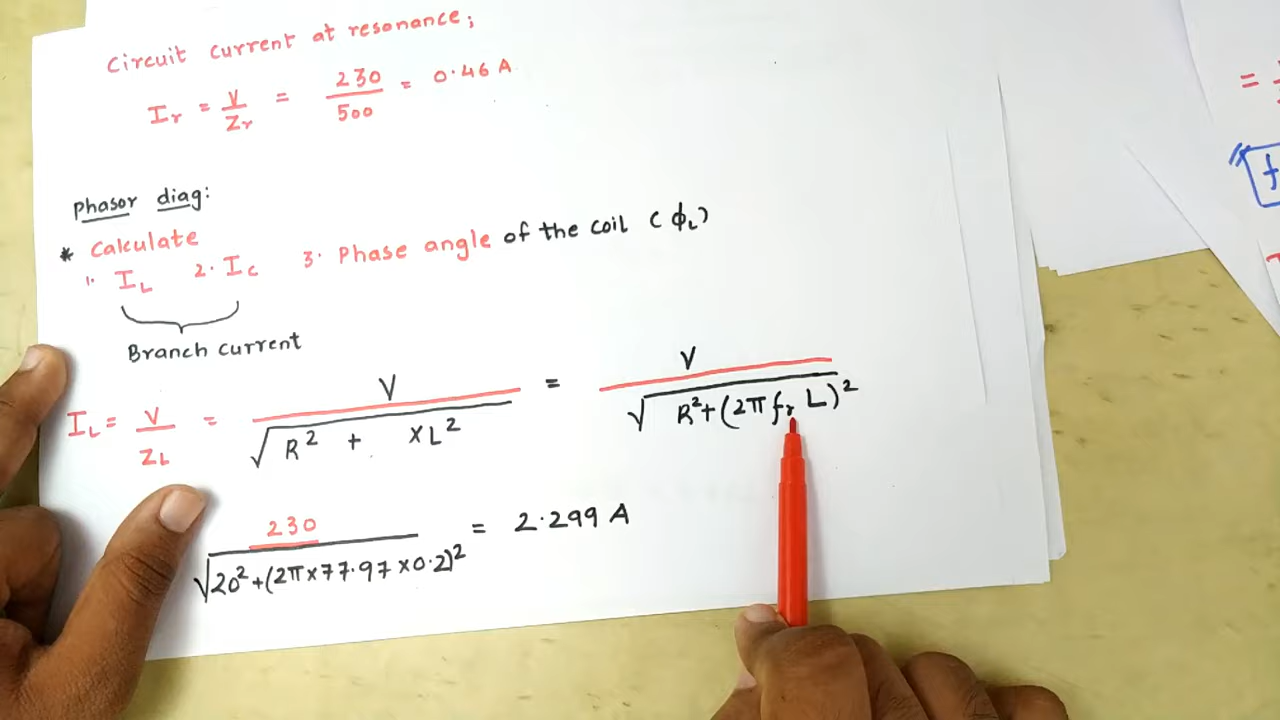 Circuit current at resonance;
Ir = V/Zr = 230/500 = 0.46 A
Phasor diag:
* Calculate
1. IL 2. IC 3. Phase angle of the coil (ϕL)
Branch current
IL = V/ZL = V/√(R² + XL²) = V/√(R²+(2πfrL)²)
230/√(20²+(2π×77.97×0.2)²) = 2.299 A
=
f